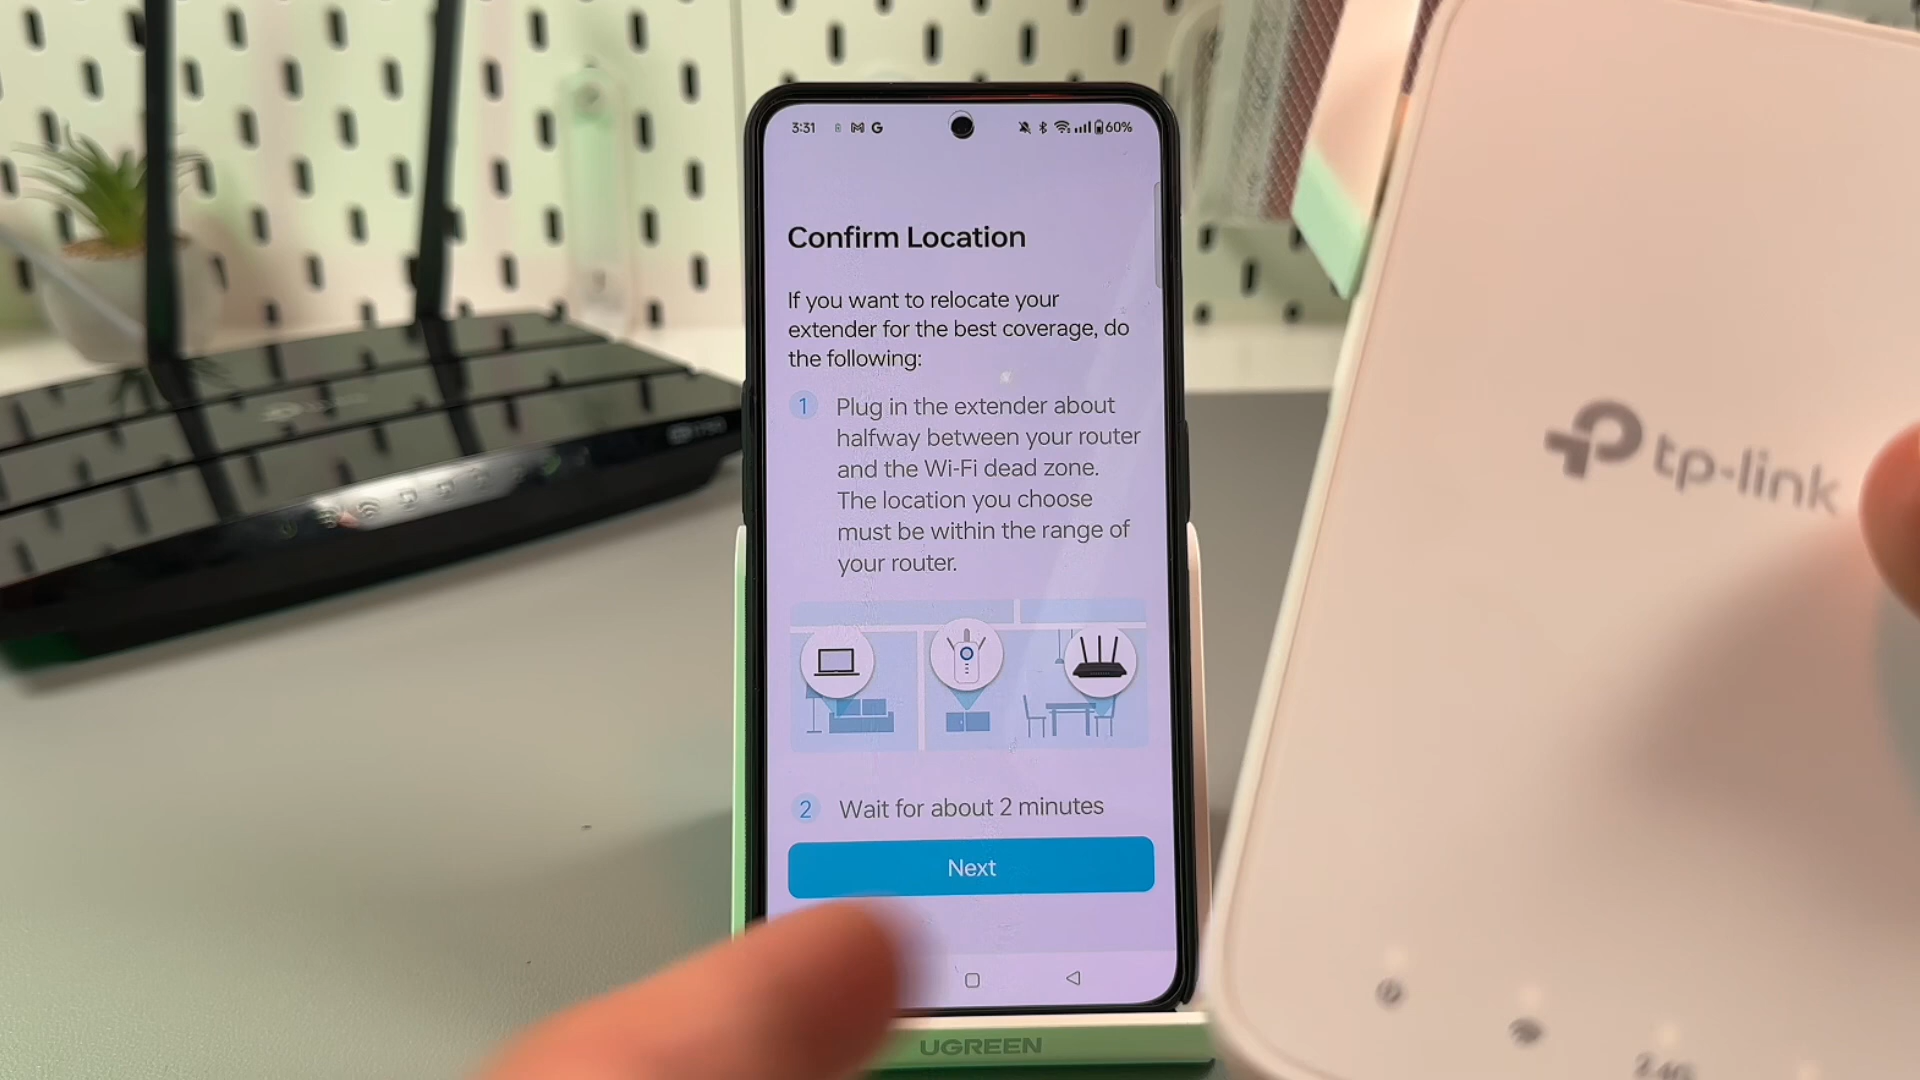 3:31
60%
Confirm Location
If you want to relocate your
extender for the best coverage, do
the following:
1 Plug in the extender about
halfway between your router
and the Wi-Fi dead zone.
The location you choose
must be within the range of
your router.
2 Wait for about 2 minutes
Next
UGREEN
tp-link